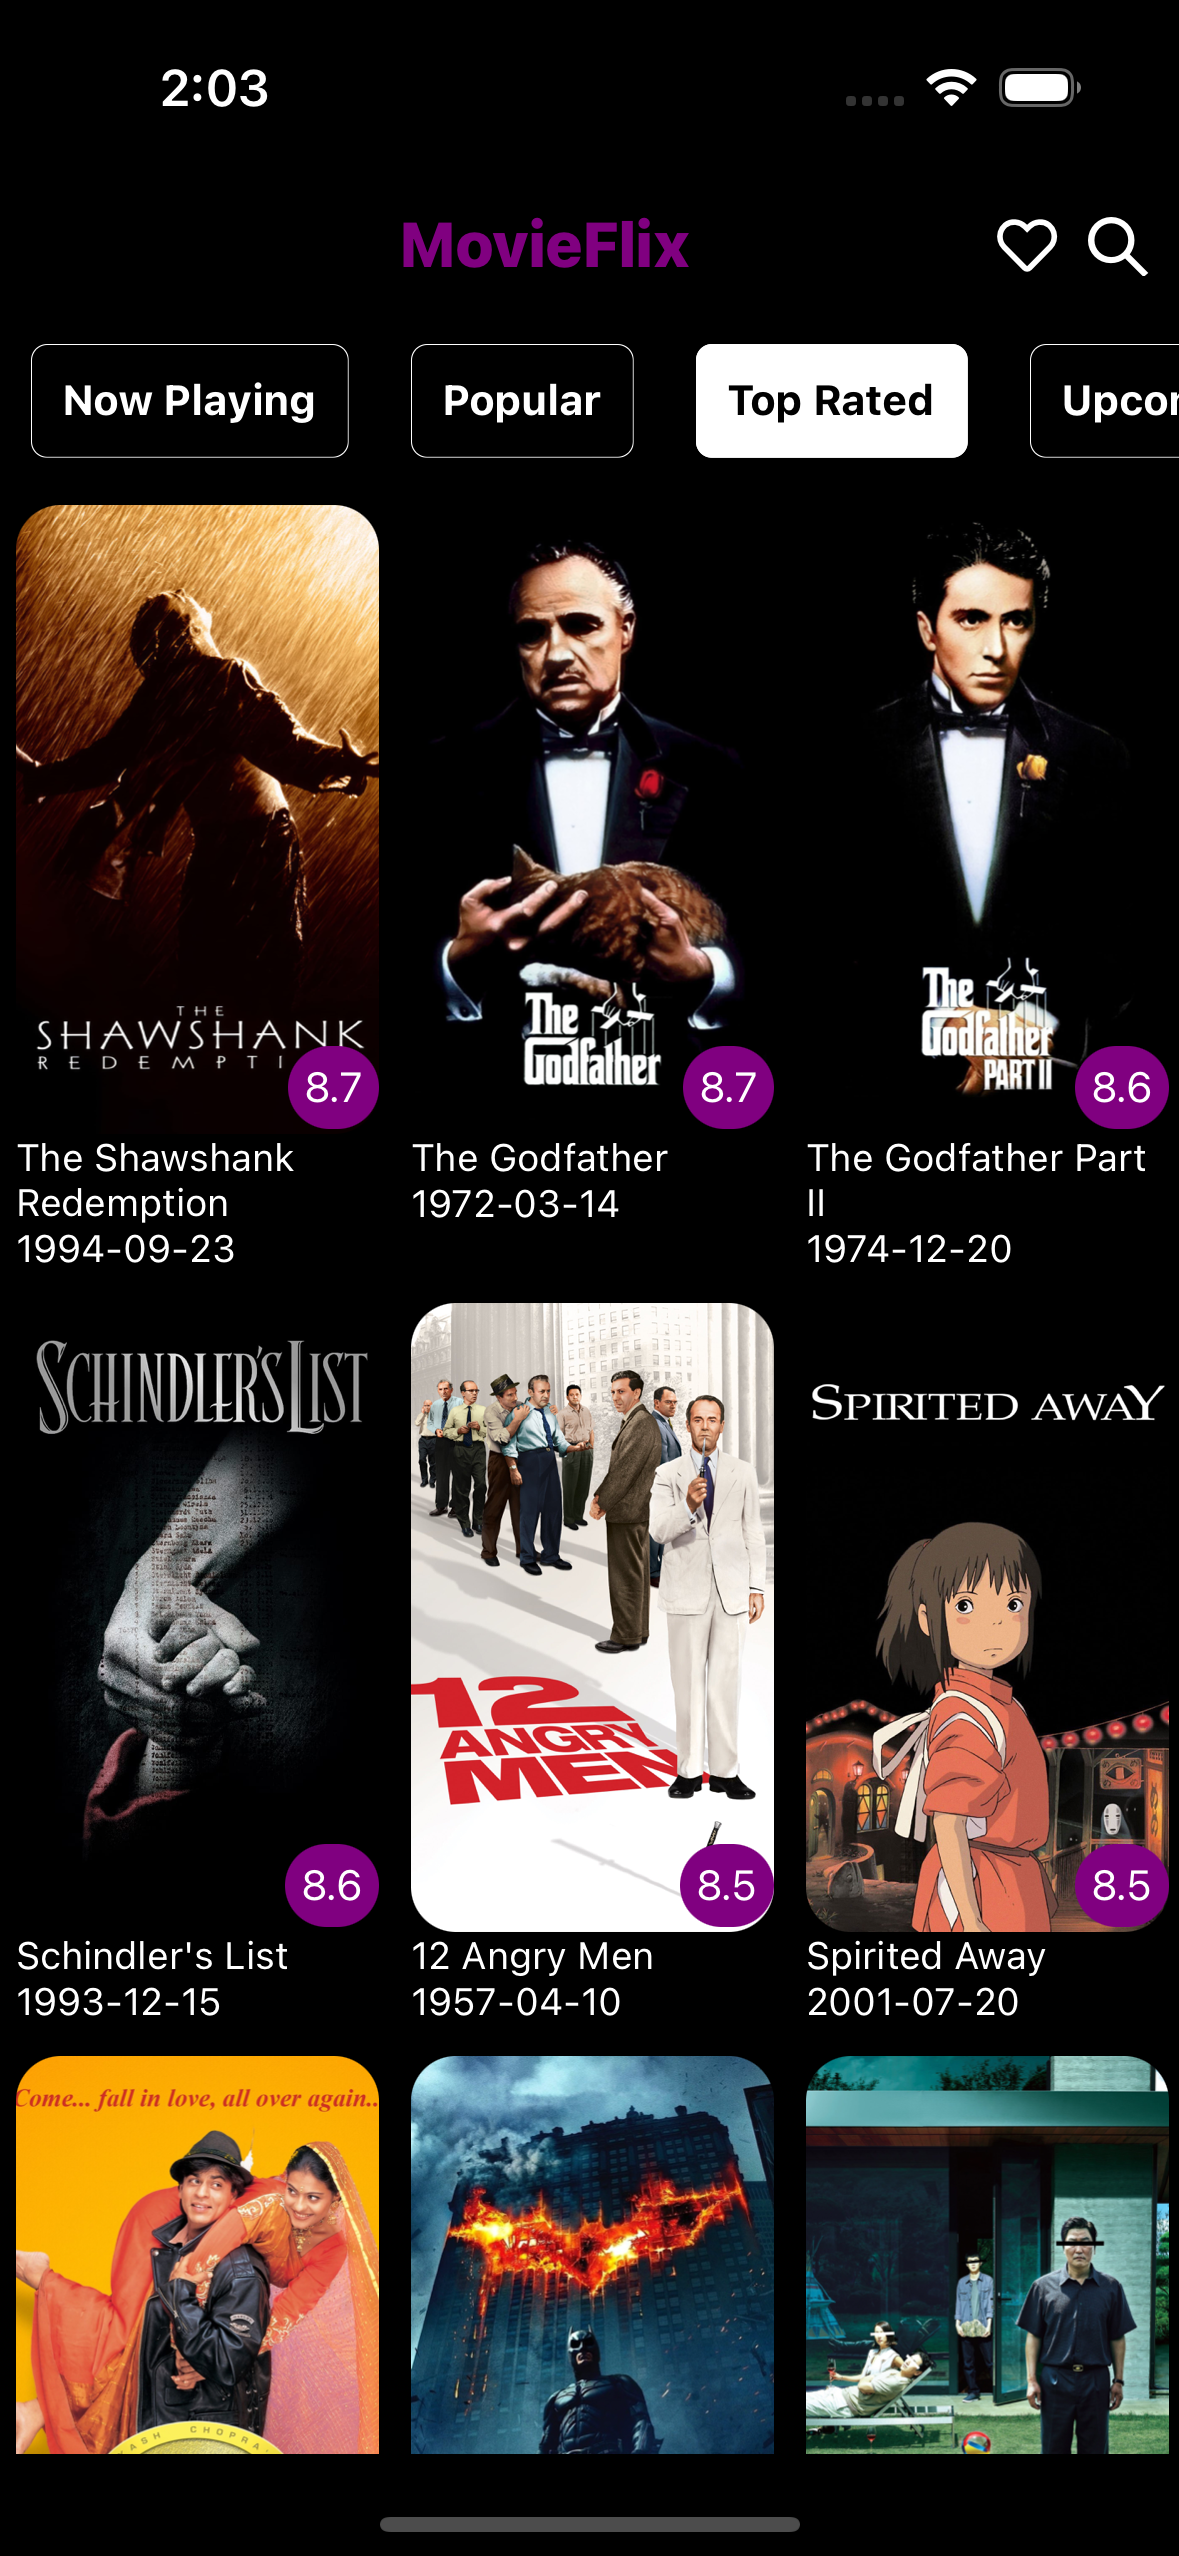 2:03
MovieFlix
Now Playing
Popular
Top Rated
Upcor
THE
SHAWSHANK
REDEMPTI
8.7
The
Godfather
8.7
The
Godfather
PART II
8.6
The Shawshank
Redemption
1994-09-23
The Godfather
1972-03-14
The Godfather Part
II
1974-12-20
SCHINDLER'S LIST
8.6
12
ANGRY
MEN
8.5
SPIRITED AWAY
8.5
Schindler's List
1993-12-15
12 Angry Men
1957-04-10
Spirited Away
2001-07-20
Come... fall in love, all over again..
ASH CHOPRA